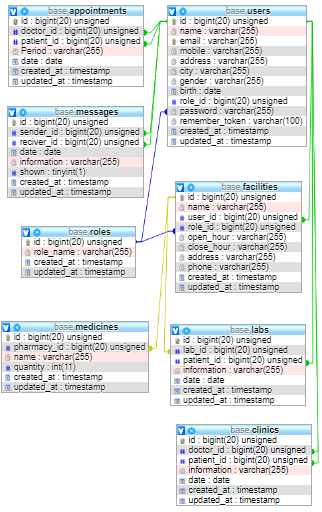 base appointments
id : bigint(20) unsigned
doctor_id : bigint(20) unsigned
patient_id : bigint(20) unsigned
Period : varchar(255)
date : date
created_at : timestamp
updated_at : timestamp
base users
id : bigint(20) unsigned
name : varchar(255)
email : varchar(255)
mobile : varchar(255)
address : varchar(255)
city : varchar(255)
gender : varchar(255)
birth : date
role_id : bigint(20) unsigned
password : varchar(255)
remember_token : varchar(100)
created_at : timestamp
updated_at : timestamp
base messages
id : bigint(20) unsigned
sender_id : bigint(20) unsigned
reciver_id : bigint(20) unsigned
date : date
information : varchar(255)
shown : tinyint(1)
created_at : timestamp
updated_at : timestamp
base facilities
id : bigint(20) unsigned
name : varchar(255)
user_id : bigint(20) unsigned
role_id : bigint(20) unsigned
open_hour : varchar(255)
close_hour : varchar(255)
address : varchar(255)
phone : varchar(255)
created_at : timestamp
updated_at : timestamp
base roles
id : bigint(20) unsigned
role_name : varchar(255)
created_at : timestamp
updated_at : timestamp
base medicines
id : bigint(20) unsigned
pharmacy_id : bigint(20) unsigned
name : varchar(255)
quantity : int(11)
created_at : timestamp
updated_at : timestamp
base labs
id : bigint(20) unsigned
lab_id : bigint(20) unsigned
patient_id : bigint(20) unsigned
information : varchar(255)
date : date
created_at : timestamp
updated_at : timestamp
base clinics
id : bigint(20) unsigned
doctor_id : bigint(20) unsigned
patient_id : bigint(20) unsigned
information : varchar(255)
date : date
created_at : timestamp
updated_at : timestamp